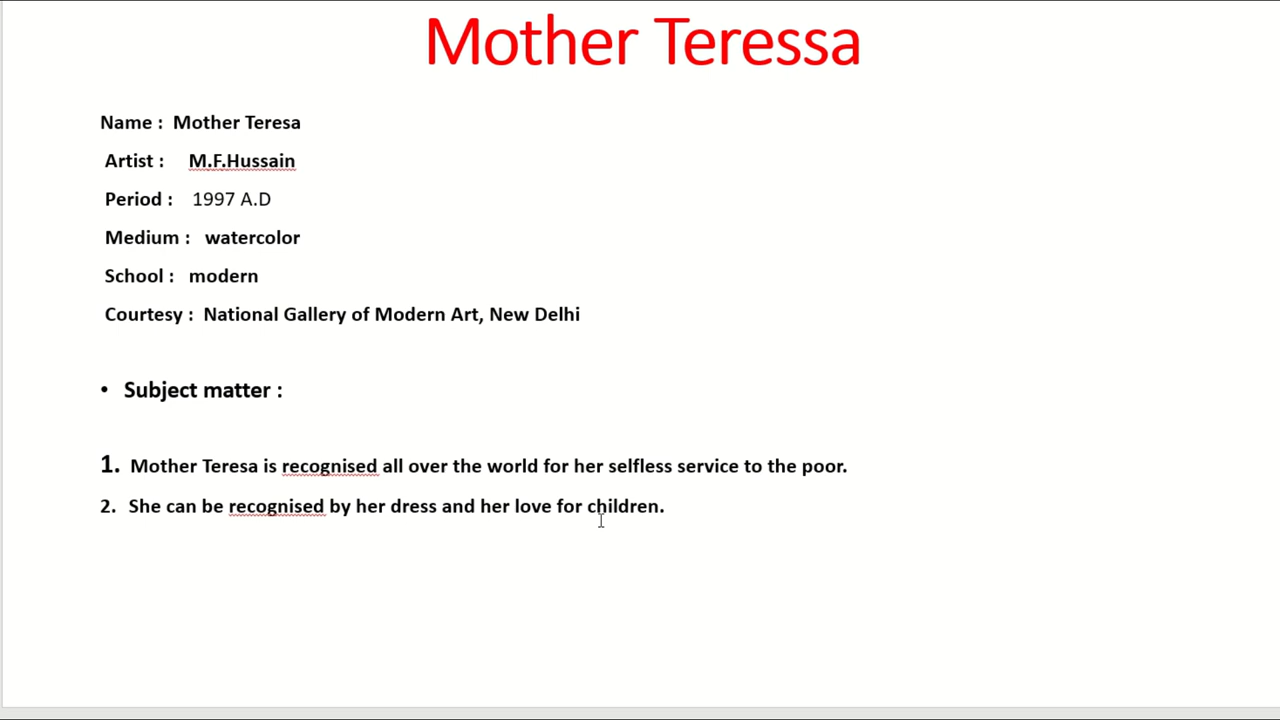 Mother Teressa
Name : Mother Teresa
Artist : M.F.Hussain
Period : 1997 A.D
Medium : watercolor
School : modern
Courtesy : National Gallery of Modern Art, New Delhi
• Subject matter :
1. Mother Teresa is recognised all over the world for her selfless service to the poor.
2. She can be recognised by her dress and her love for children.